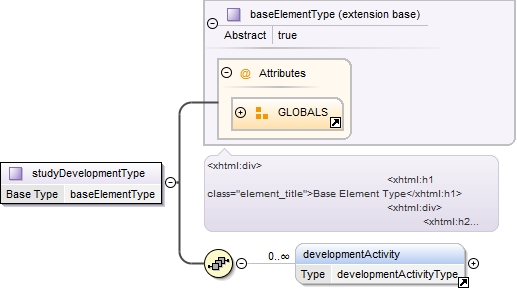 baseElementType (extension base)
Abstract true
@ Attributes
GLOBALS
<xhtml:div>
<xhtml:h1
class="element_title">Base Element Type</xhtml:h1>
<xhtml:div>
<xhtml:h2...
studyDevelopmentType
Base Type baseElementType
0..∞
developmentActivity
Type developmentActivityType